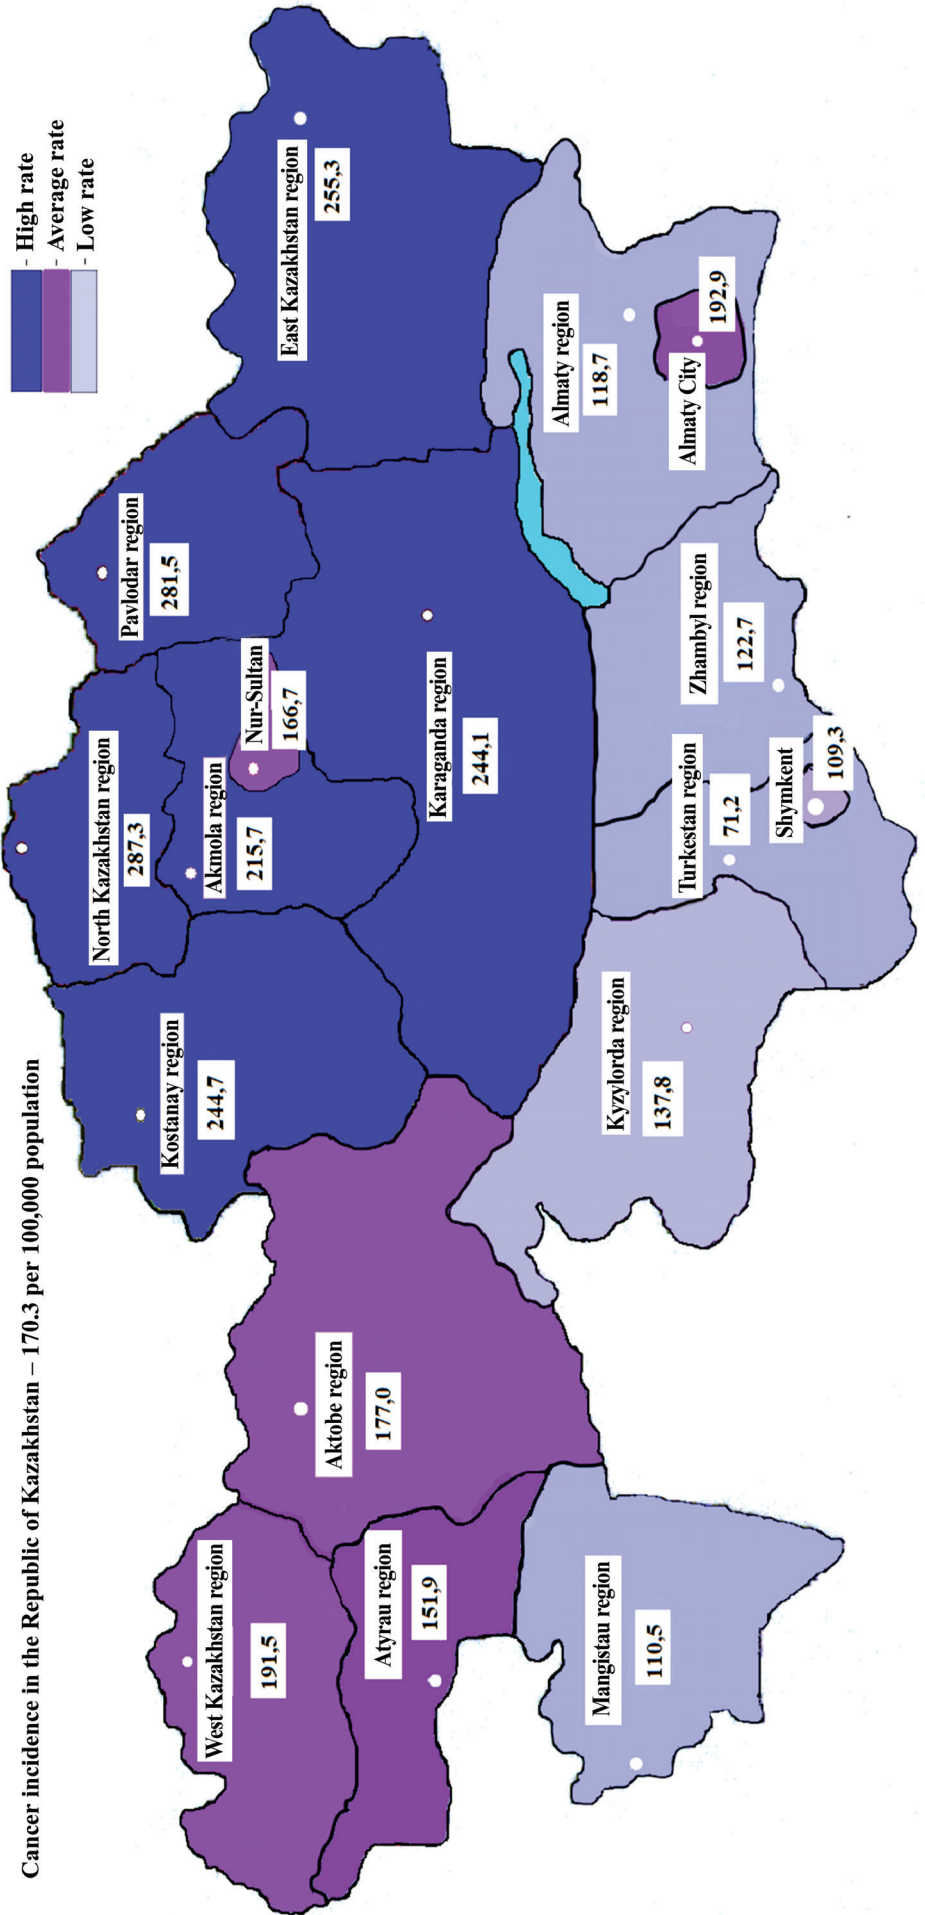 Cancer incidence in the Republic of Kazakhstan – 170.3 per 100,000 population
- High rate
- Average rate
- Low rate
North Kazakhstan region
287,3
Pavlodar region
281,5
Kostanay region
244,7
Akmola region
215,7
Nur-Sultan
166,7
East Kazakhstan region
255,3
West Kazakhstan region
191,5
Aktobe region
177,0
Atyrau region
151,9
Karaganda region
244,1
Mangistau region
110,5
Kyzylorda region
137,8
Turkestan region
71,2
Shymkent
109,3
Zhambyl region
122,7
Almaty region
118,7
Almaty City
192,9